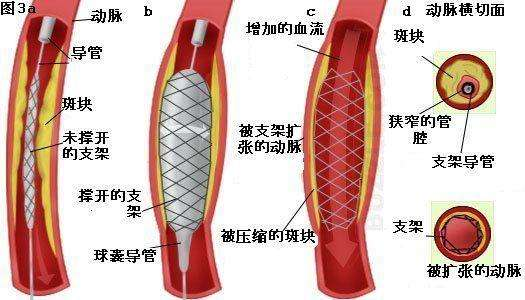 图3a
动脉
导管
斑块
未撑开
的支架
b
撑开的支
架
球囊导管
c
增加的血流
被支架扩
张的动脉
被压缩的斑块
d 动脉横切面
斑块
狭窄的管
腔
支架导管
支架
被扩张的动脉